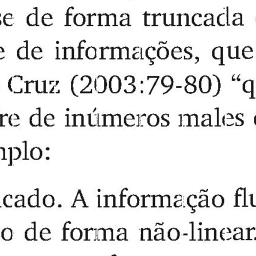 se de forma truncada
e de informações, que
Cruz (2003:79-80) “q
re de inúmeros males
nplo:
cado. A informação flu
o de forma não-linear.